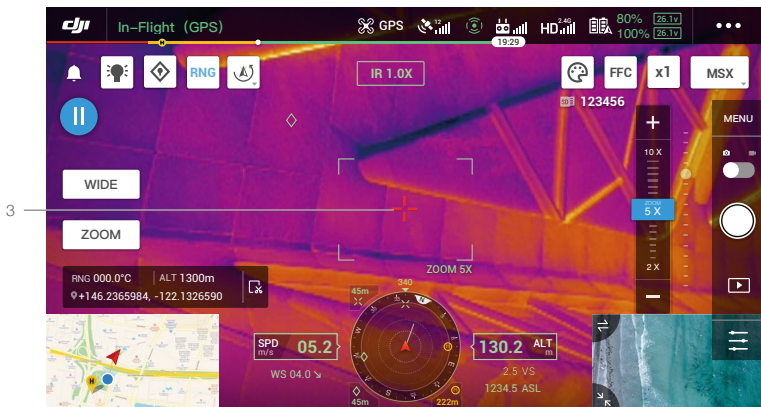 dji
In-Flight (GPS)
GPS
12
HD 2.4G
80% 26.1v
100% 26.1v
19:29
H
RNG
IR 1.0X
FFC
x1
MSX
123456
MENU
10 X
ZOOM
5 X
2 X
WIDE
3
ZOOM
ZOOM 5X
RNG 000.0°C
ALT 1300m
+146.2365984, -122.1326590
45m
340
N
W
E
S
SPD
m/s
05.2
WS 04.0
130.2
ALT
m
2.5 VS
1234.5 ASL
45m
222m
H